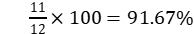 11/12 × 100 = 91.67%